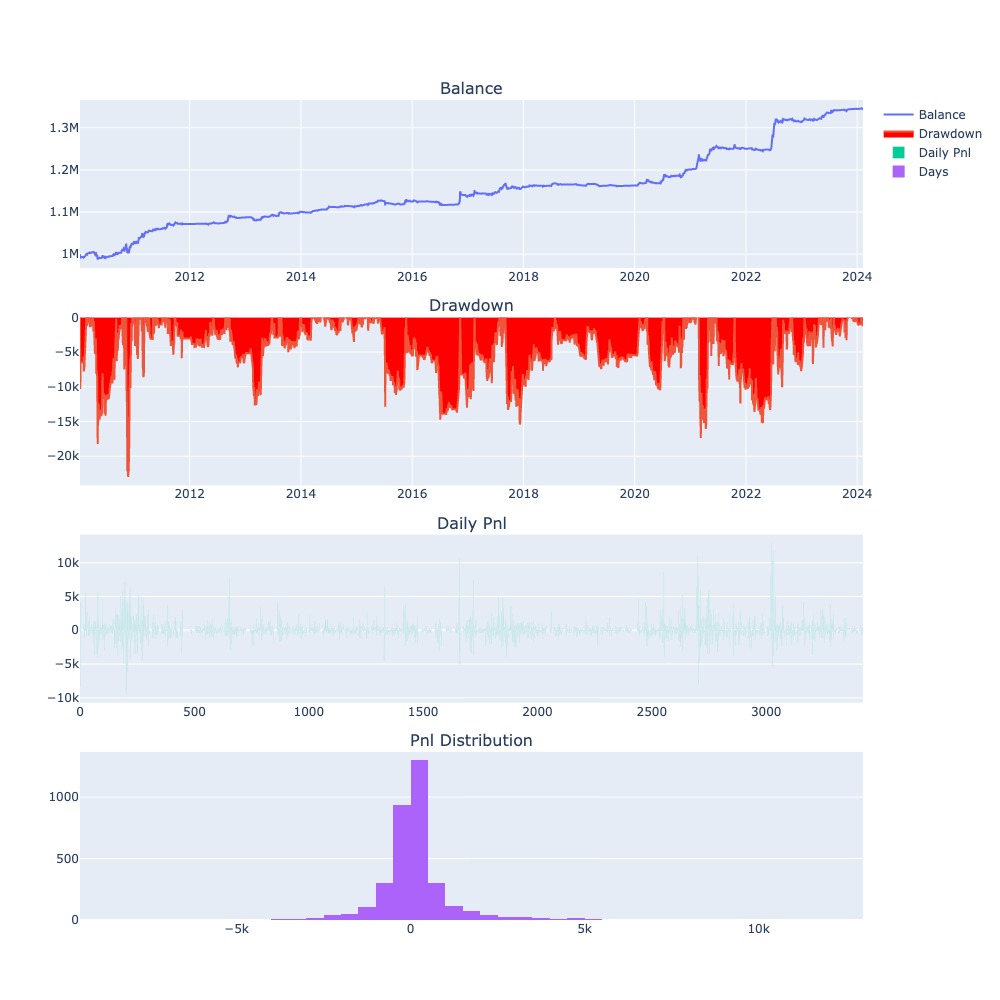 Balance
1.3M
1.2M
1.1M
1M
2012 2014 2016 2018 2020 2022 2024
Balance
Drawdown
Daily Pnl
Days
Drawdown
0
−5k
−10k
−15k
−20k
2012 2014 2016 2018 2020 2022 2024
Daily Pnl
10k
5k
0
−5k
−10k
0 500 1000 1500 2000 2500 3000
Pnl Distribution
1000
500
0
−5k 0 5k 10k